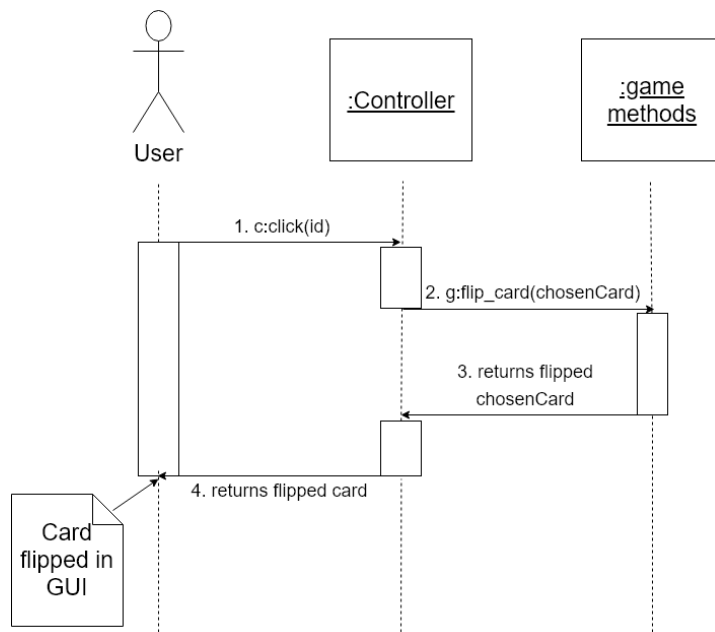 User
:Controller
:game
methods
1. c:click(id)
2. g:flip_card(chosenCard)
3. returns flipped
chosenCard
4. returns flipped card
Card
flipped in
GUI